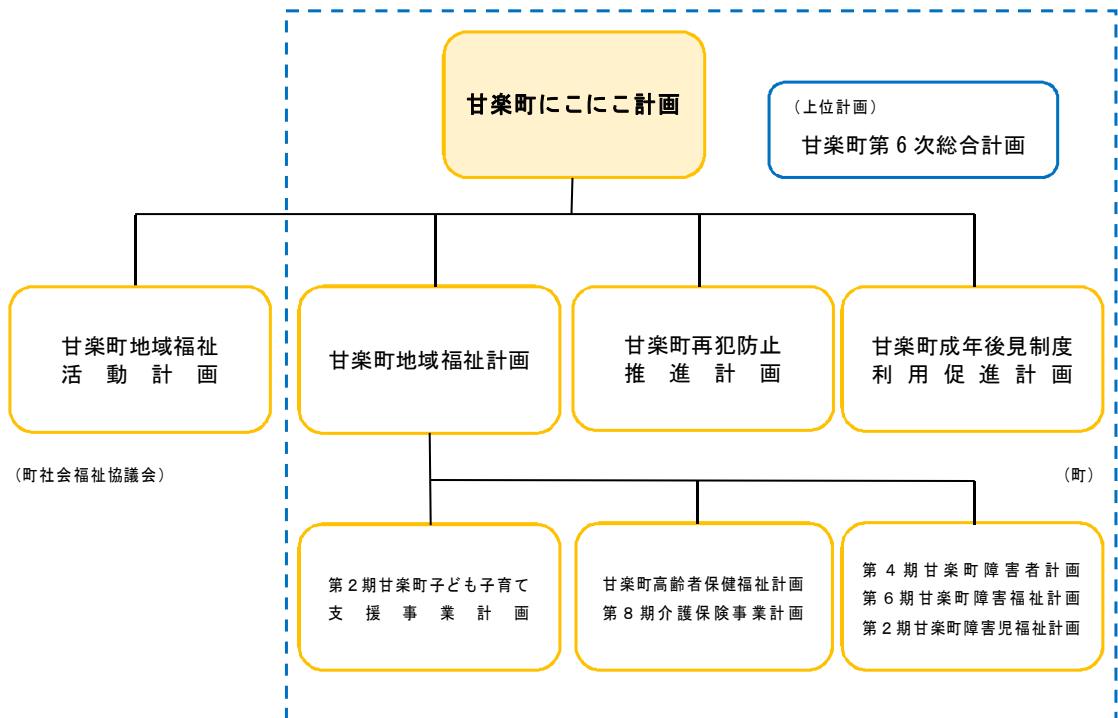 甘楽町にこにこ計画
（上位計画）
甘楽町第６次総合計画
甘楽町地域福祉
活動計画
甘楽町地域福祉計画
甘楽町再犯防止
推進計画
甘楽町成年後見制度
利用促進計画
（町社会福祉協議会）
（町）
第２期甘楽町子ども子育て
支援事業計画
甘楽町高齢者保健福祉計画
第８期介護保険事業計画
第４期甘楽町障害者計画
第６期甘楽町障害福祉計画
第２期甘楽町障害児福祉計画